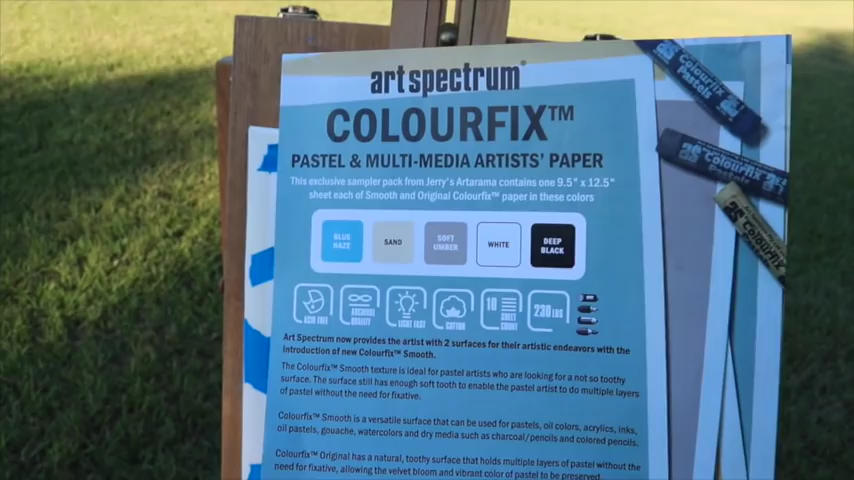 art spectrum®
COLOURFIX™
PASTEL & MULTI-MEDIA ARTISTS' PAPER
This exclusive sampler pack from Jerry's Artarama contains one 9.5" x 12.5"
sheet each of Smooth and Original Colourfix™ paper in these colors
BLUE HAZE
SAND
SOFT UMBER
WHITE
DEEP BLACK
ACID FREE
ARCHIVAL QUALITY
LIGHT FAST
COTTON
10 SHEET COUNT
230 LBS
Art Spectrum now provides the artist with 2 surfaces for their artistic endeavors with the
introduction of new Colourfix™ Smooth.
The Colourfix™ Smooth texture is ideal for pastel artists who are looking for a not so toothy
surface. The surface still has enough soft tooth to enable the pastel artist to do multiple layers
of pastel without the need for fixative.
Colourfix™ Smooth is a versatile surface that can be used for pastels, oil colors, acrylics, inks,
oil pastels, gouache, watercolors and dry media such as charcoal/pencils and colored pencils.
Colourfix™ Original has a natural, toothy surface that holds multiple layers of pastel without the
need for fixative, allowing the velvet bloom and vibrant color of pastel to be preserved.
Colourfix Pastels
Colourfix Pastels
Colourfix